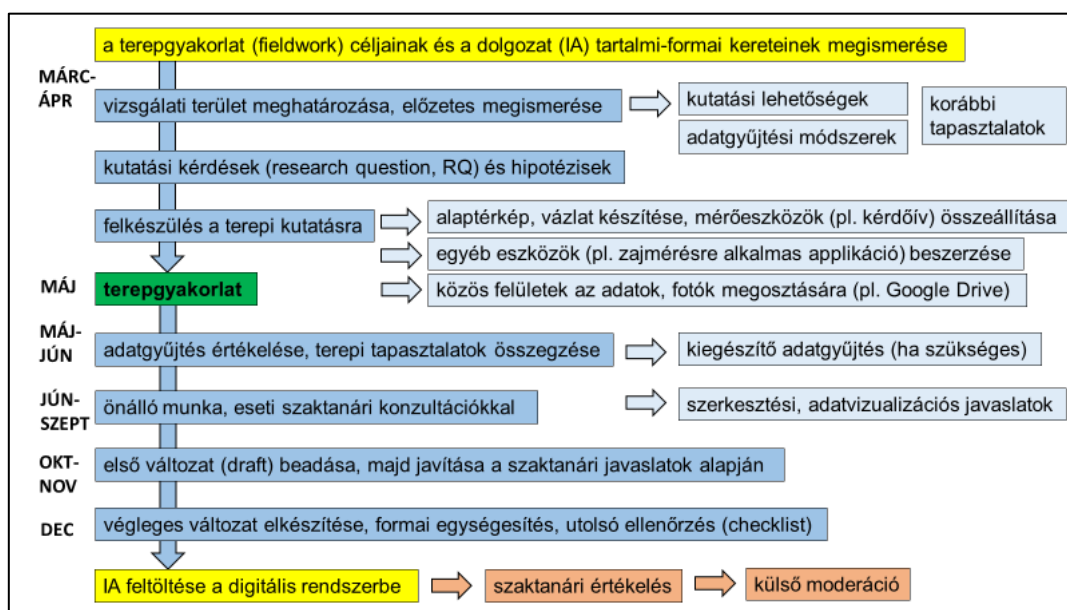 a terepgyakorlat (fieldwork) céljainak és a dolgozat (IA) tartalmi-formai kereteinek megismerése
MÁRC-
ÁPR
vizsgálati terület meghatározása, előzetes megismerése
kutatási lehetőségek
adatgyűjtési módszerek
korábbi
tapasztalatok
kutatási kérdések (research question, RQ) és hipotézisek
felkészülés a terepi kutatásra
alaptérkép, vázlat készítése, mérőeszközök (pl. kérdőív) összeállítása
egyéb eszközök (pl. zajmérésre alkalmas applikáció) beszerzése
MÁJ
terepgyakorlat
közös felületek az adatok, fotók megosztására (pl. Google Drive)
MÁJ-
JÚN
adatgyűjtés értékelése, terepi tapasztalatok összegzése
kiegészítő adatgyűjtés (ha szükséges)
JÚN-
SZEPT
önálló munka, eseti szaktanári konzultációkkal
szerkesztési, adatvizualizációs javaslatok
OKT-
NOV
első változat (draft) beadása, majd javítása a szaktanári javaslatok alapján
DEC
végleges változat elkészítése, formai egységesítés, utolsó ellenőrzés (checklist)
IA feltöltése a digitális rendszerbe
szaktanári értékelés
külső moderáció